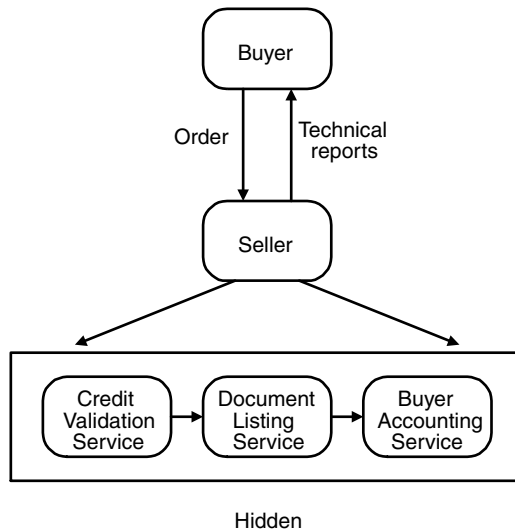 Buyer
Order
Technical
reports
Seller
Credit
Validation
Service
Document
Listing
Service
Buyer
Accounting
Service
Hidden